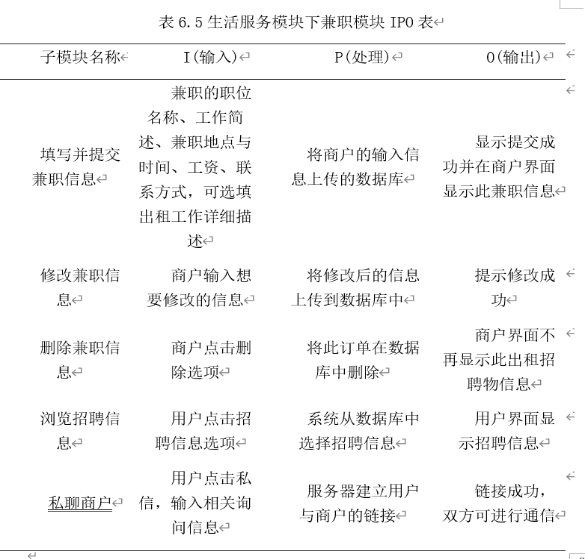 表 6.5 生活服务模块下兼职模块 IPO 表
子模块名称 I(输入) P(处理) O(输出)
填写并提交
兼职信息
兼职的职位
名称、工作简
述、兼职地点与
时间、工资、联
系方式，可选填
出租工作详细描
述
将商户的输入信
息上传的数据库
显示提交成
功并在商户界面
显示此兼职信息
修改兼职信
息
商户输入想
要修改的信息
将修改后的信息
上传到数据库中
提示修改成
功
删除兼职信
息
商户点击删
除选项
将此订单在数据
库中删除
商户界面不
再显示此出租招
聘物信息
浏览招聘信
息
用户点击招
聘信息选项
系统从数据库中
选择招聘信息
用户界面显
示招聘信息
私聊商户
用户点击私
信，输入相关询
问信息
服务器建立用户
与商户的链接
链接成功，
双方可进行通信